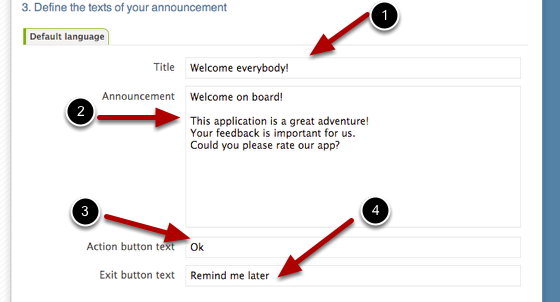 3. Define the texts of your announcement
1
Default language
Title Welcome everybody!
Announcement Welcome on board!
2
This application is a great adventure!
Your feedback is important for us.
Could you please rate our app?
3
4
Action button text Ok
Exit button text Remind me later